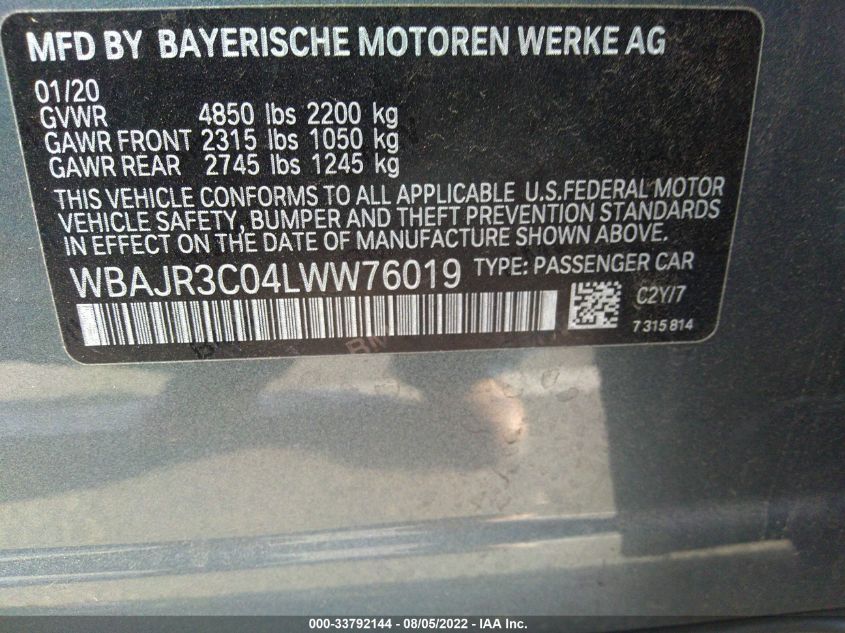 MFD BY BAYERISCHE MOTOREN WERKE AG
01/20
GVWR 4850 lbs 2200 kg
GAWR FRONT 2315 lbs 1050 kg
GAWR REAR 2745 lbs 1245 kg
THIS VEHICLE CONFORMS TO ALL APPLICABLE U.S.FEDERAL MOTOR
VEHICLE SAFETY, BUMPER AND THEFT PREVENTION STANDARDS
IN EFFECT ON THE DATE OF MANUFACTURE SHOWN ABOVE.
WBAJR3C04LWW76019 TYPE: PASSENGER CAR
C2Y/7
7 315 814
000-33792144 - 08/05/2022 - IAA Inc.